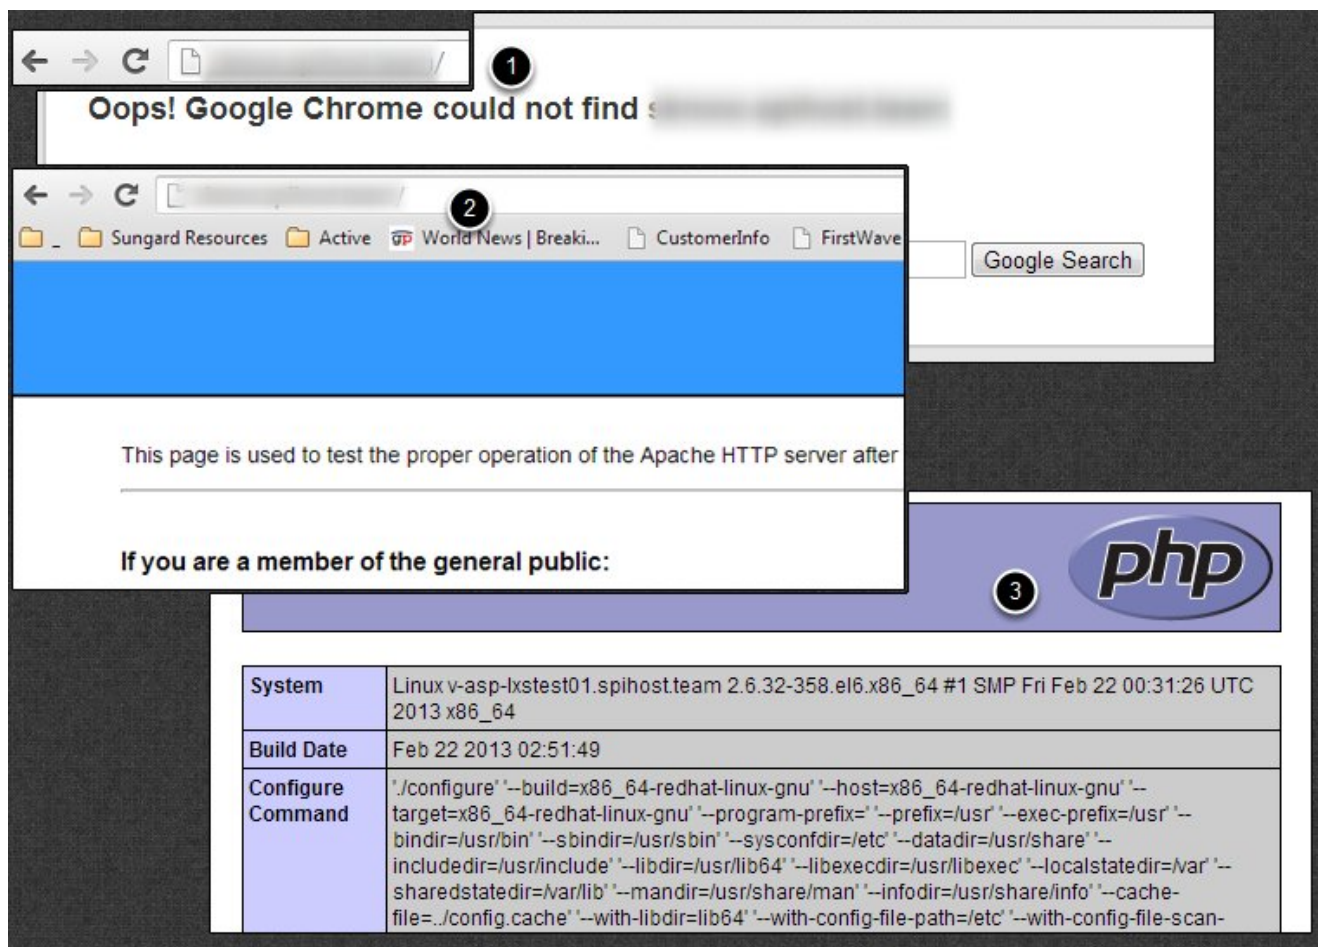 1
Oops! Google Chrome could not find
2
_ Sungard Resources Active World News | Breaki... CustomerInfo FirstWave
Google Search
This page is used to test the proper operation of the Apache HTTP server after
If you are a member of the general public:
php
3
System Linux v-asp-lxstest01.spihost.team 2.6.32-358.el6.x86_64 #1 SMP Fri Feb 22 00:31:26 UTC
2013 x86_64
Build Date Feb 22 2013 02:51:49
Configure './configure' '--build=x86_64-redhat-linux-gnu' '--host=x86_64-redhat-linux-gnu' '--
Command target=x86_64-redhat-linux-gnu' '--program-prefix=' '--prefix=/usr' '--exec-prefix=/usr' '--
bindir=/usr/bin' '--sbindir=/usr/sbin' '--sysconfdir=/etc' '--datadir=/usr/share' '--
includedir=/usr/include' '--libdir=/usr/lib64' '--libexecdir=/usr/libexec' '--localstatedir=/var' '--
sharedstatedir=/var/lib' '--mandir=/usr/share/man' '--infodir=/usr/share/info' '--cache-
file=../config.cache' '--with-libdir=lib64' '--with-config-file-path=/etc' '--with-config-file-scan-